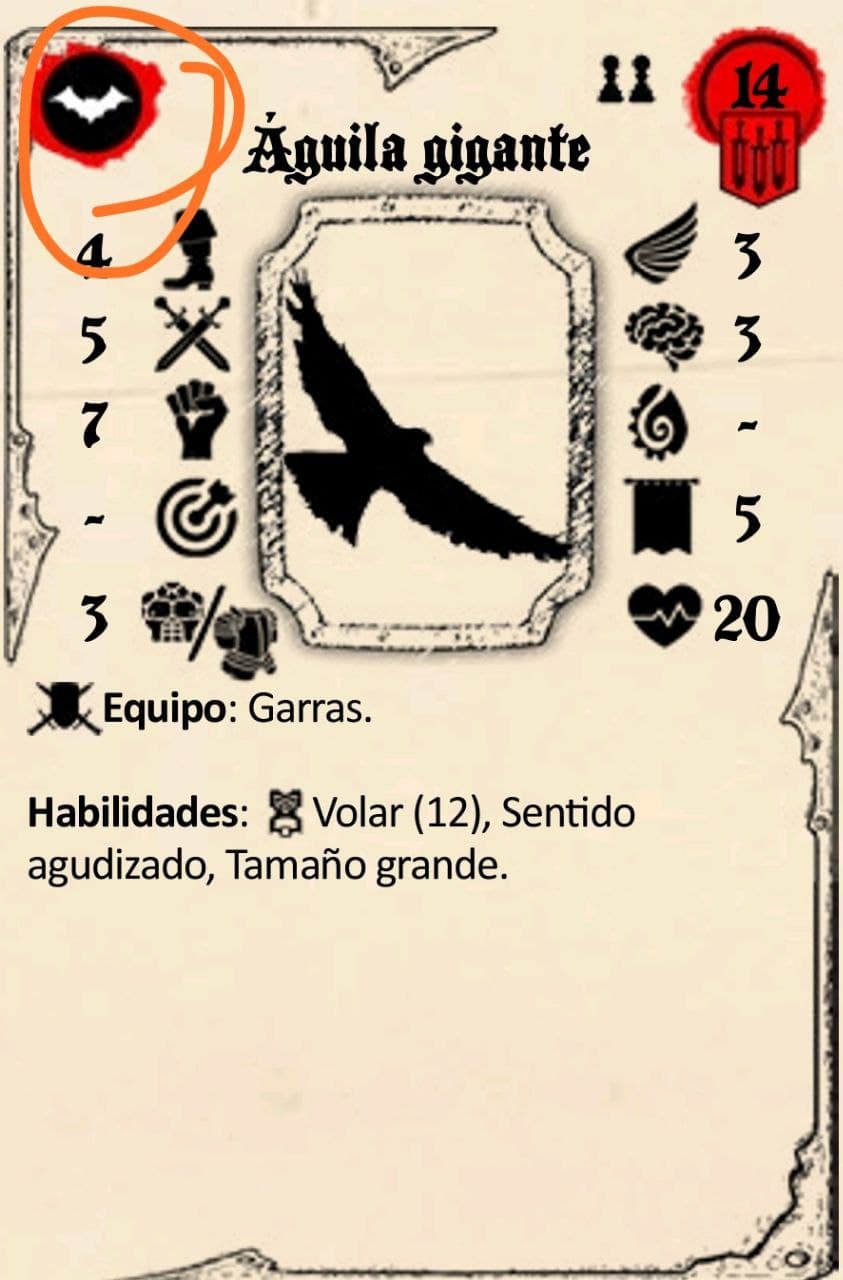 14
Águila gigante
4
3
5
3
7
-
-
5
3
20
Equipo: Garras.
Habilidades: Volar (12), Sentido
agudizado, Tamaño grande.